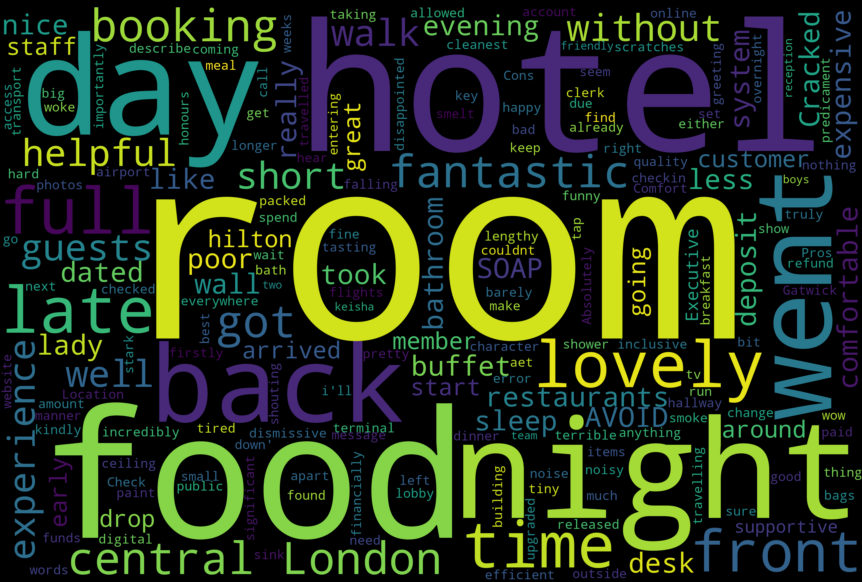 nice
booking
taking
walk
allowed
evening
account
cleanest
without
online
friendly
scratches
coming
describe
staff
transport
access
big
woke
importantly
meal
call
get
honours
longer
day
really
travelled
hotel
entering
hear
great
disappointed
smelt
key
Cons
happy
bad
keep
greeting
clerk
due
find
already
either
seem
weeks
set
overnight
system
reception
Cracked
predicament
expensive
helpful
hard
photos
airport
like
short
falling
fantastic
right
quality
checkin
Comfort
funny
customer
less
nothing
boys
truly
show
go
full
guests
packed
spend
hilton
poor
wait
bath
dated
next
checked
wall
two
everywhere
fine
tasting
took
flights
keisha
room
lengthy
couldnt
SOAP
barely
make
bathroom
tap
Absolutely
going
Executive
breakfast
deposit
Pros
refund
Gatwick
went
comfortable
late
got
best
stark
lady
arrived
member
character
shower
inclusive
bit
firstly
pretty
buffet
aet
lovely
website
Location
well
back
shouting
i'll
start
error
restaurants
tv
run
amount
manner
kindly
incredibly
tired
down'
dismissive
message
terminal
dinner
team
sleep
AVOID
terrible
anything
smoke
hallway
change
wow
paid
around
experience
early
ceiling
Check
paint
drop
funds
digital
words
food
small
public
found
apart
significant
sink
left
lobby
financially
need
night
building
noise
tiny
upgraded
items
noisy
much
released
travelling
sure
good
thing
bags
supportive
central
London
time
efficient
outside
desk
front